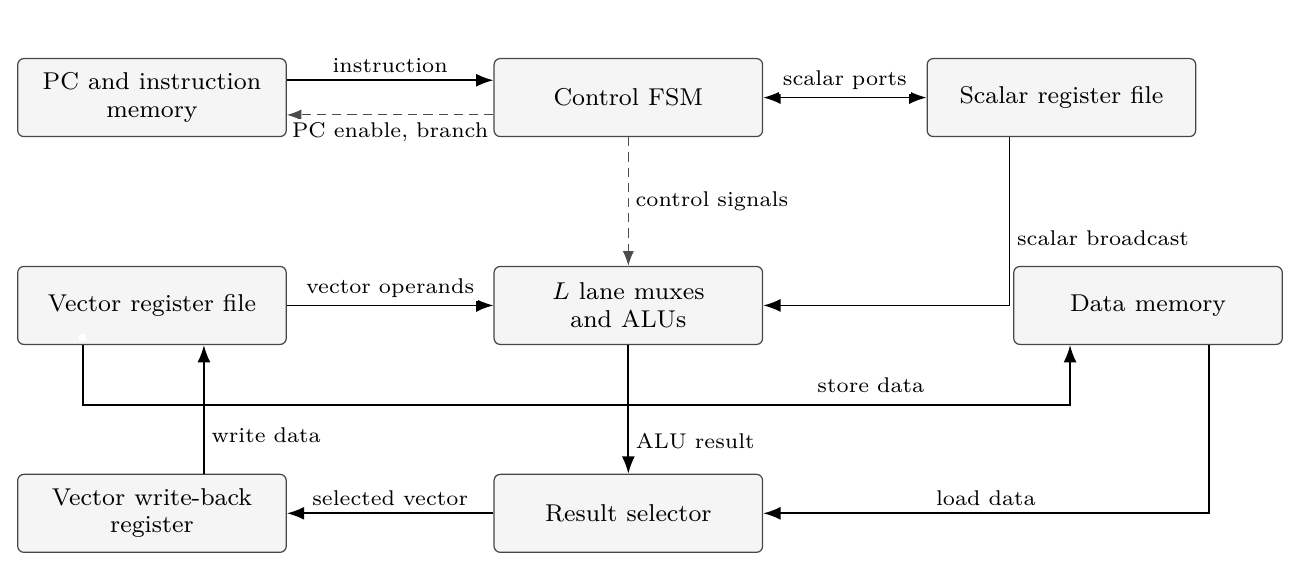 PC and instruction
memory
instruction
PC enable, branch
Control FSM
scalar ports
Scalar register file
control signals
scalar broadcast
Vector register file
vector operands
L lane muxes
and ALUs
Data memory
store data
write data
ALU result
Vector write-back
register
selected vector
Result selector
load data